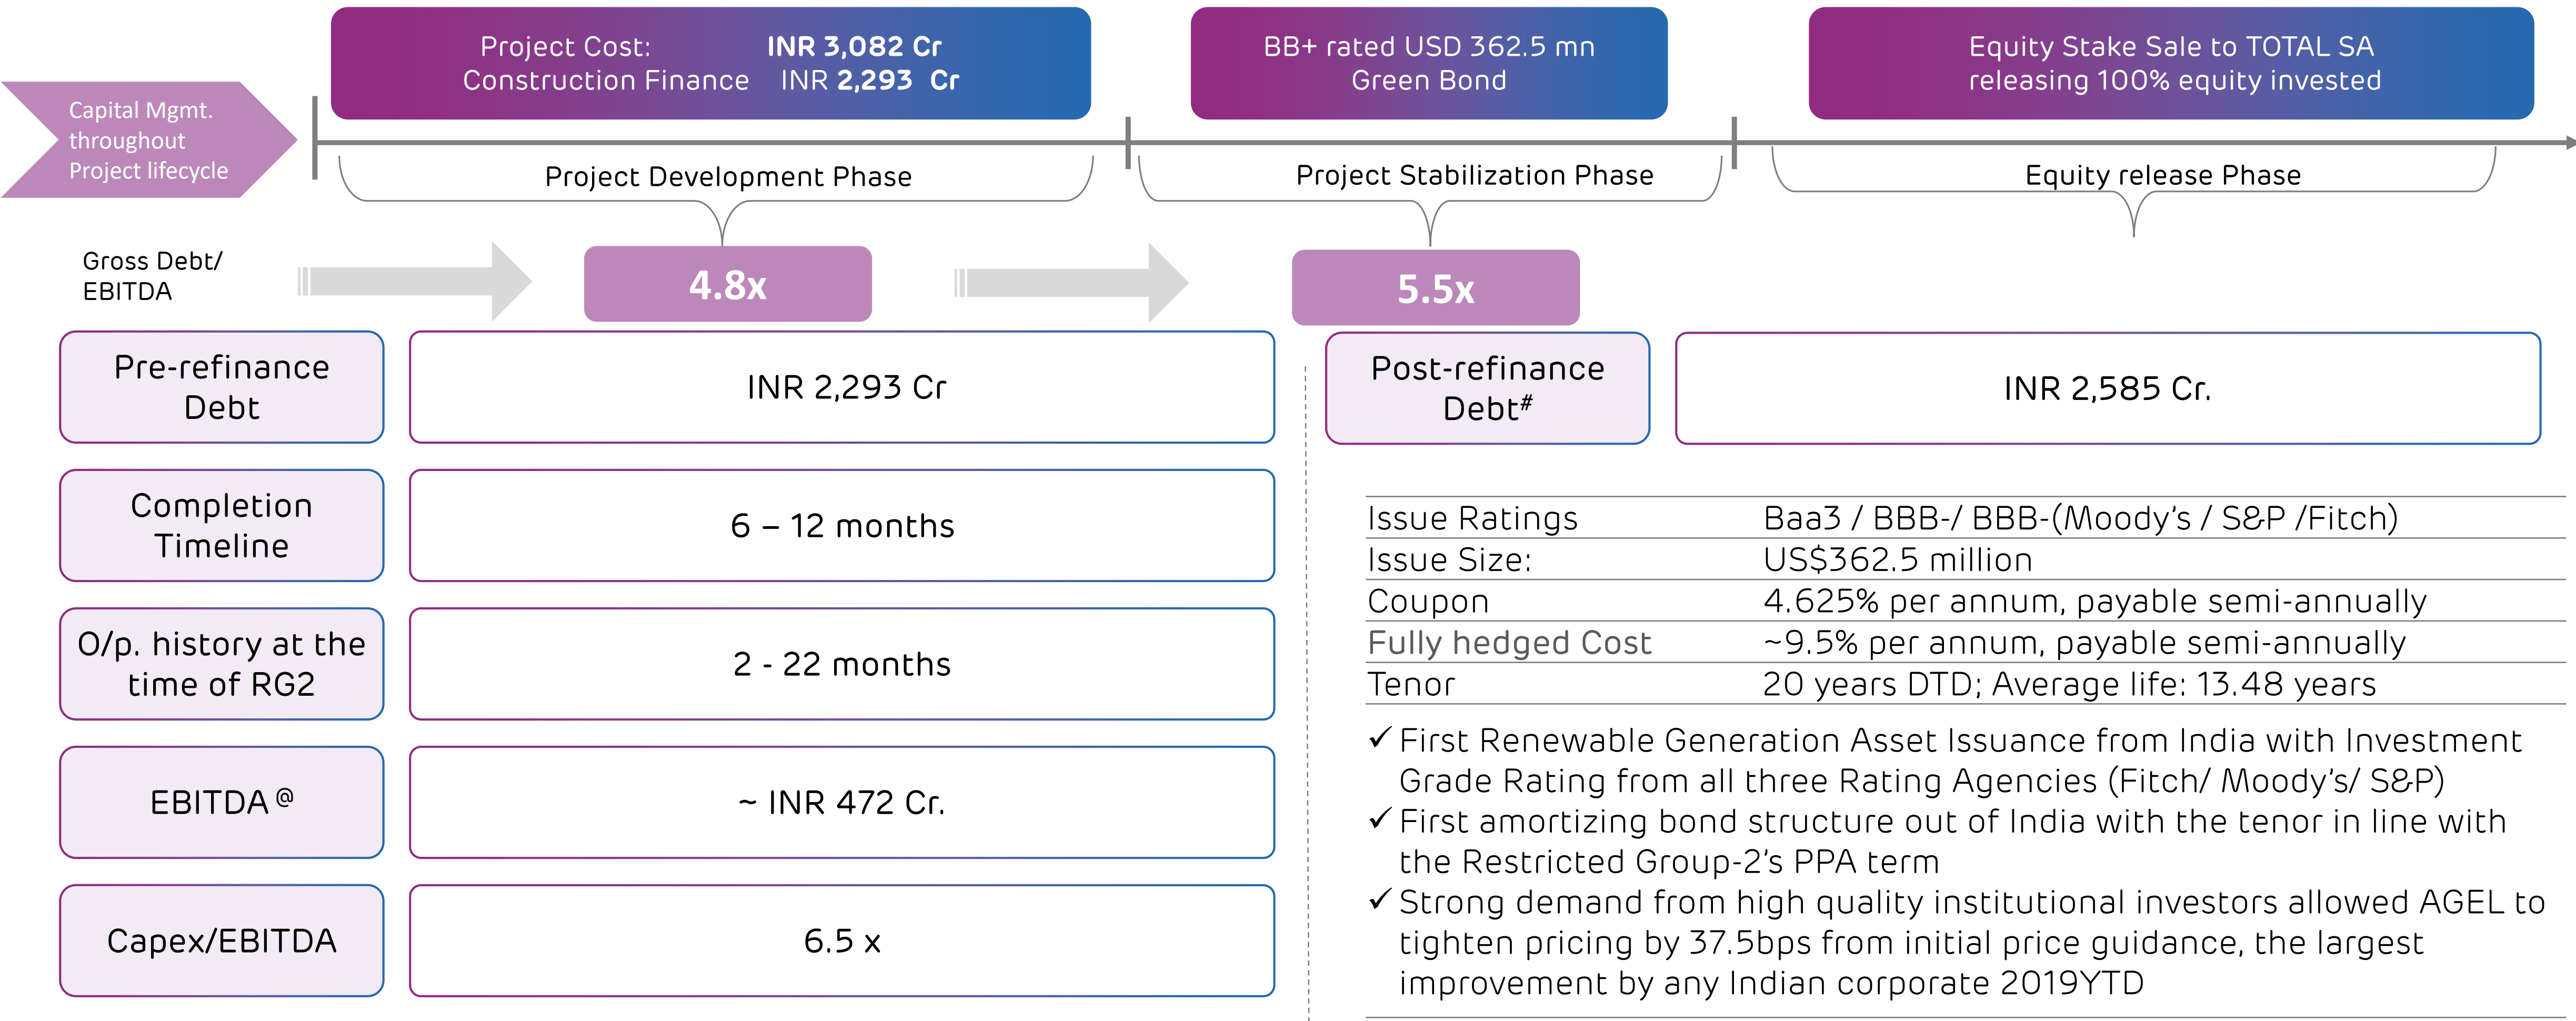 Project Cost: INR 3,082 Cr
Construction Finance INR 2,293 Cr
BB+ rated USD 362.5 mn
Green Bond
Equity Stake Sale to TOTAL SA
releasing 100% equity invested
Capital Mgmt.
throughout
Project lifecycle
Project Development Phase
Project Stabilization Phase
Equity release Phase
Gross Debt/
EBITDA
4.8x
5.5x
Pre-refinance
Debt
INR 2,293 Cr
Completion
Timeline
6 – 12 months
O/p. history at the
time of RG2
2 - 22 months
EBITDA @
~ INR 472 Cr.
Capex/EBITDA
6.5 x
Post-refinance
Debt#
INR 2,585 Cr.
Issue Ratings Baa3 / BBB-/ BBB-(Moody's / S&P /Fitch)
Issue Size: US$362.5 million
Coupon 4.625% per annum, payable semi-annually
Fully hedged Cost ~9.5% per annum, payable semi-annually
Tenor 20 years DTD; Average life: 13.48 years
✓ First Renewable Generation Asset Issuance from India with Investment
Grade Rating from all three Rating Agencies (Fitch/ Moody's/ S&P)
✓ First amortizing bond structure out of India with the tenor in line with
the Restricted Group-2's PPA term
✓ Strong demand from high quality institutional investors allowed AGEL to
tighten pricing by 37.5bps from initial price guidance, the largest
improvement by any Indian corporate 2019YTD